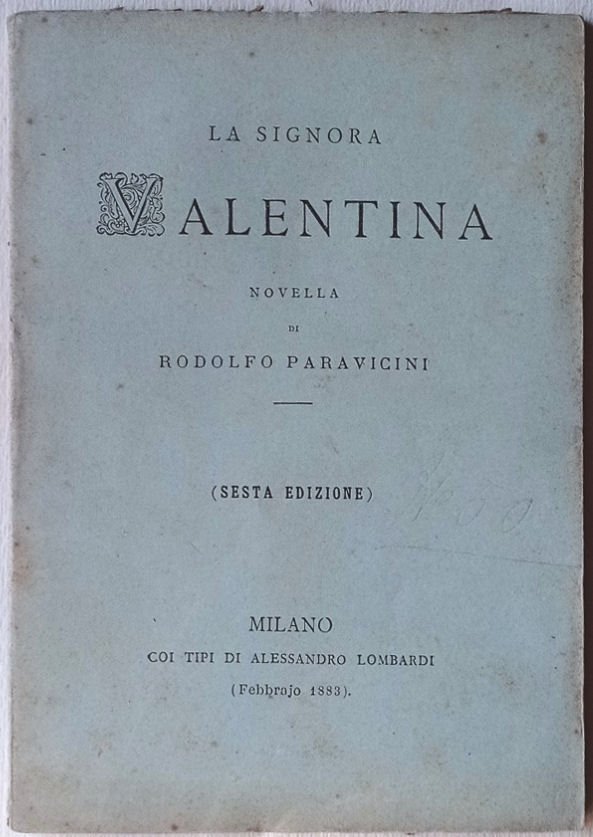 LA SIGNORA
VALENTINA
NOVELLA
DI
RODOLFO PARAVICINI
(SESTA EDIZIONE)
MILANO
COI TIPI DI ALESSANDRO LOMBARDI
(Febbrajo 1883).